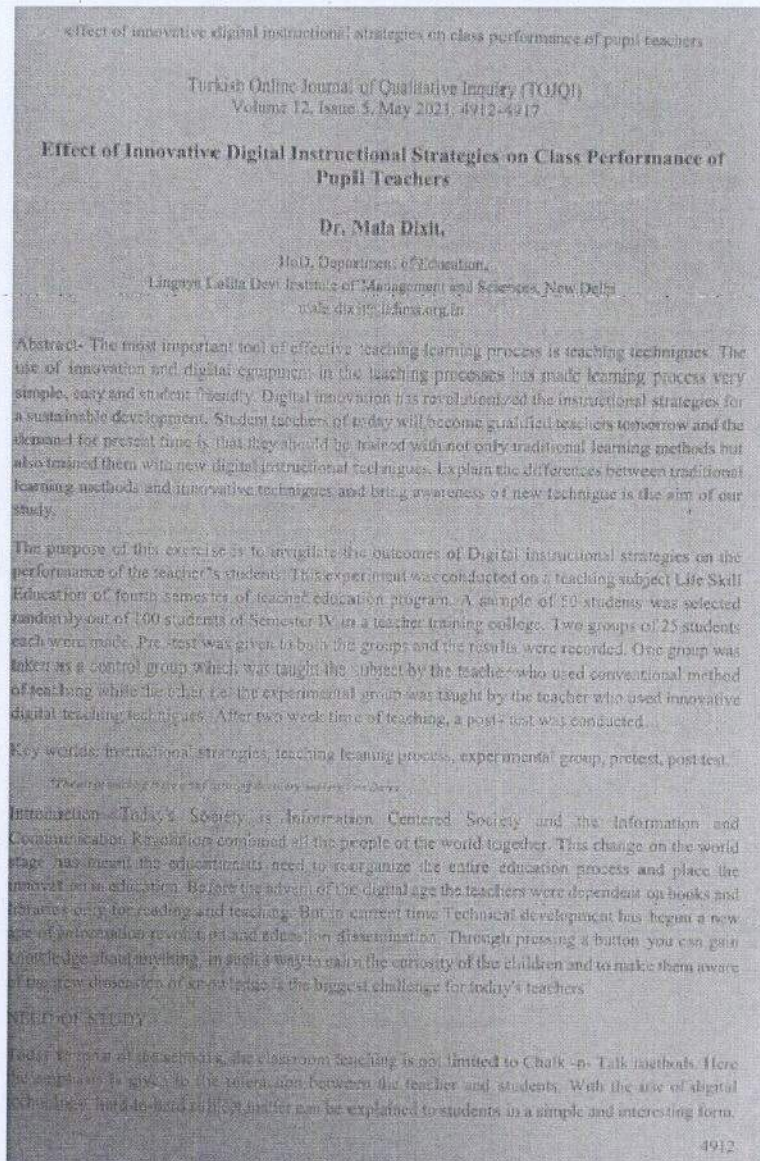 effect of innovative digital instructional strategies on class performance of pupil teachers
Turkish Online Journal of Qualitative Inquiry (TOJQI)
Volume 12, Issue 5, May 2021: 4912-4917
Effect of Innovative Digital Instructional Strategies on Class Performance of
Pupil Teachers
Dr. Mala Dixit,
HoD, Department of Education,
Lingaya Lalita Devi Institute of Management and Sciences, New Delhi
Abstract- The most important tool of effective teaching learning process is teaching techniques. The
use of innovation and digital equipment in the teaching processes has made learning process very
simple, easy and student friendly. Digital innovation has revolutionized the instructional strategies for
a sustainable development. Student teachers of today will become qualified teachers tomorrow and the
demand for present time is that they should be trained with not only traditional learning methods but
also trained them with new digital instructional techniques. Explain the differences between traditional
learning methods and innovative techniques and bring awareness of new technique is the aim of our
study.
The purpose of this exercise is to invigilate the outcomes of Digital instructional strategies on the
performance of the teacher"s students. This experiment was conducted on a teaching subject Life Skill
Education of fourth semester of teacher education program. A sample of 50 students was selected
randomly out of 100 students of Semester IV in a teacher training college. Two groups of 25 students
each were made. Pre -test was given to both the groups and the results were recorded. One group was
taken as a control group which was taught the subject by the teacher who used conventional method
of teaching while the other i.e. the experimental group was taught by the teacher who used innovative
digital teaching techniques. After two week time of teaching, a post - test was conducted.
Key worlds: instructional strategies, teaching leaning process, experimental group, pretest, post test.
Introduction -Today's Society is Information Centered Society and the Information and
Communication Revolution combined all the people of the world together. This change on the world
stage has meant the educationists need to reorganize the entire education process and place the
innovation in education. Before the advent of the digital age the teachers were dependent on books and
libraries only for reading and teaching. But in current time Technical development has begun a new
age of information revolution and education dissemination. Through pressing a button you can gain
knowledge about anything, in such a way to calm the curiosity of the children and to make them aware
of the new dimension of knowledge is the biggest challenge for today's teachers
NEED OF STUDY -
Today in most of the schools, the classroom teaching is not limited to Chalk -n- Talk methods. Here
the emphasis is given to the interaction between the teacher and students. With the use of digital
technology, hard-to-hard subject matter can be explained to students in a simple and interesting form.
4912